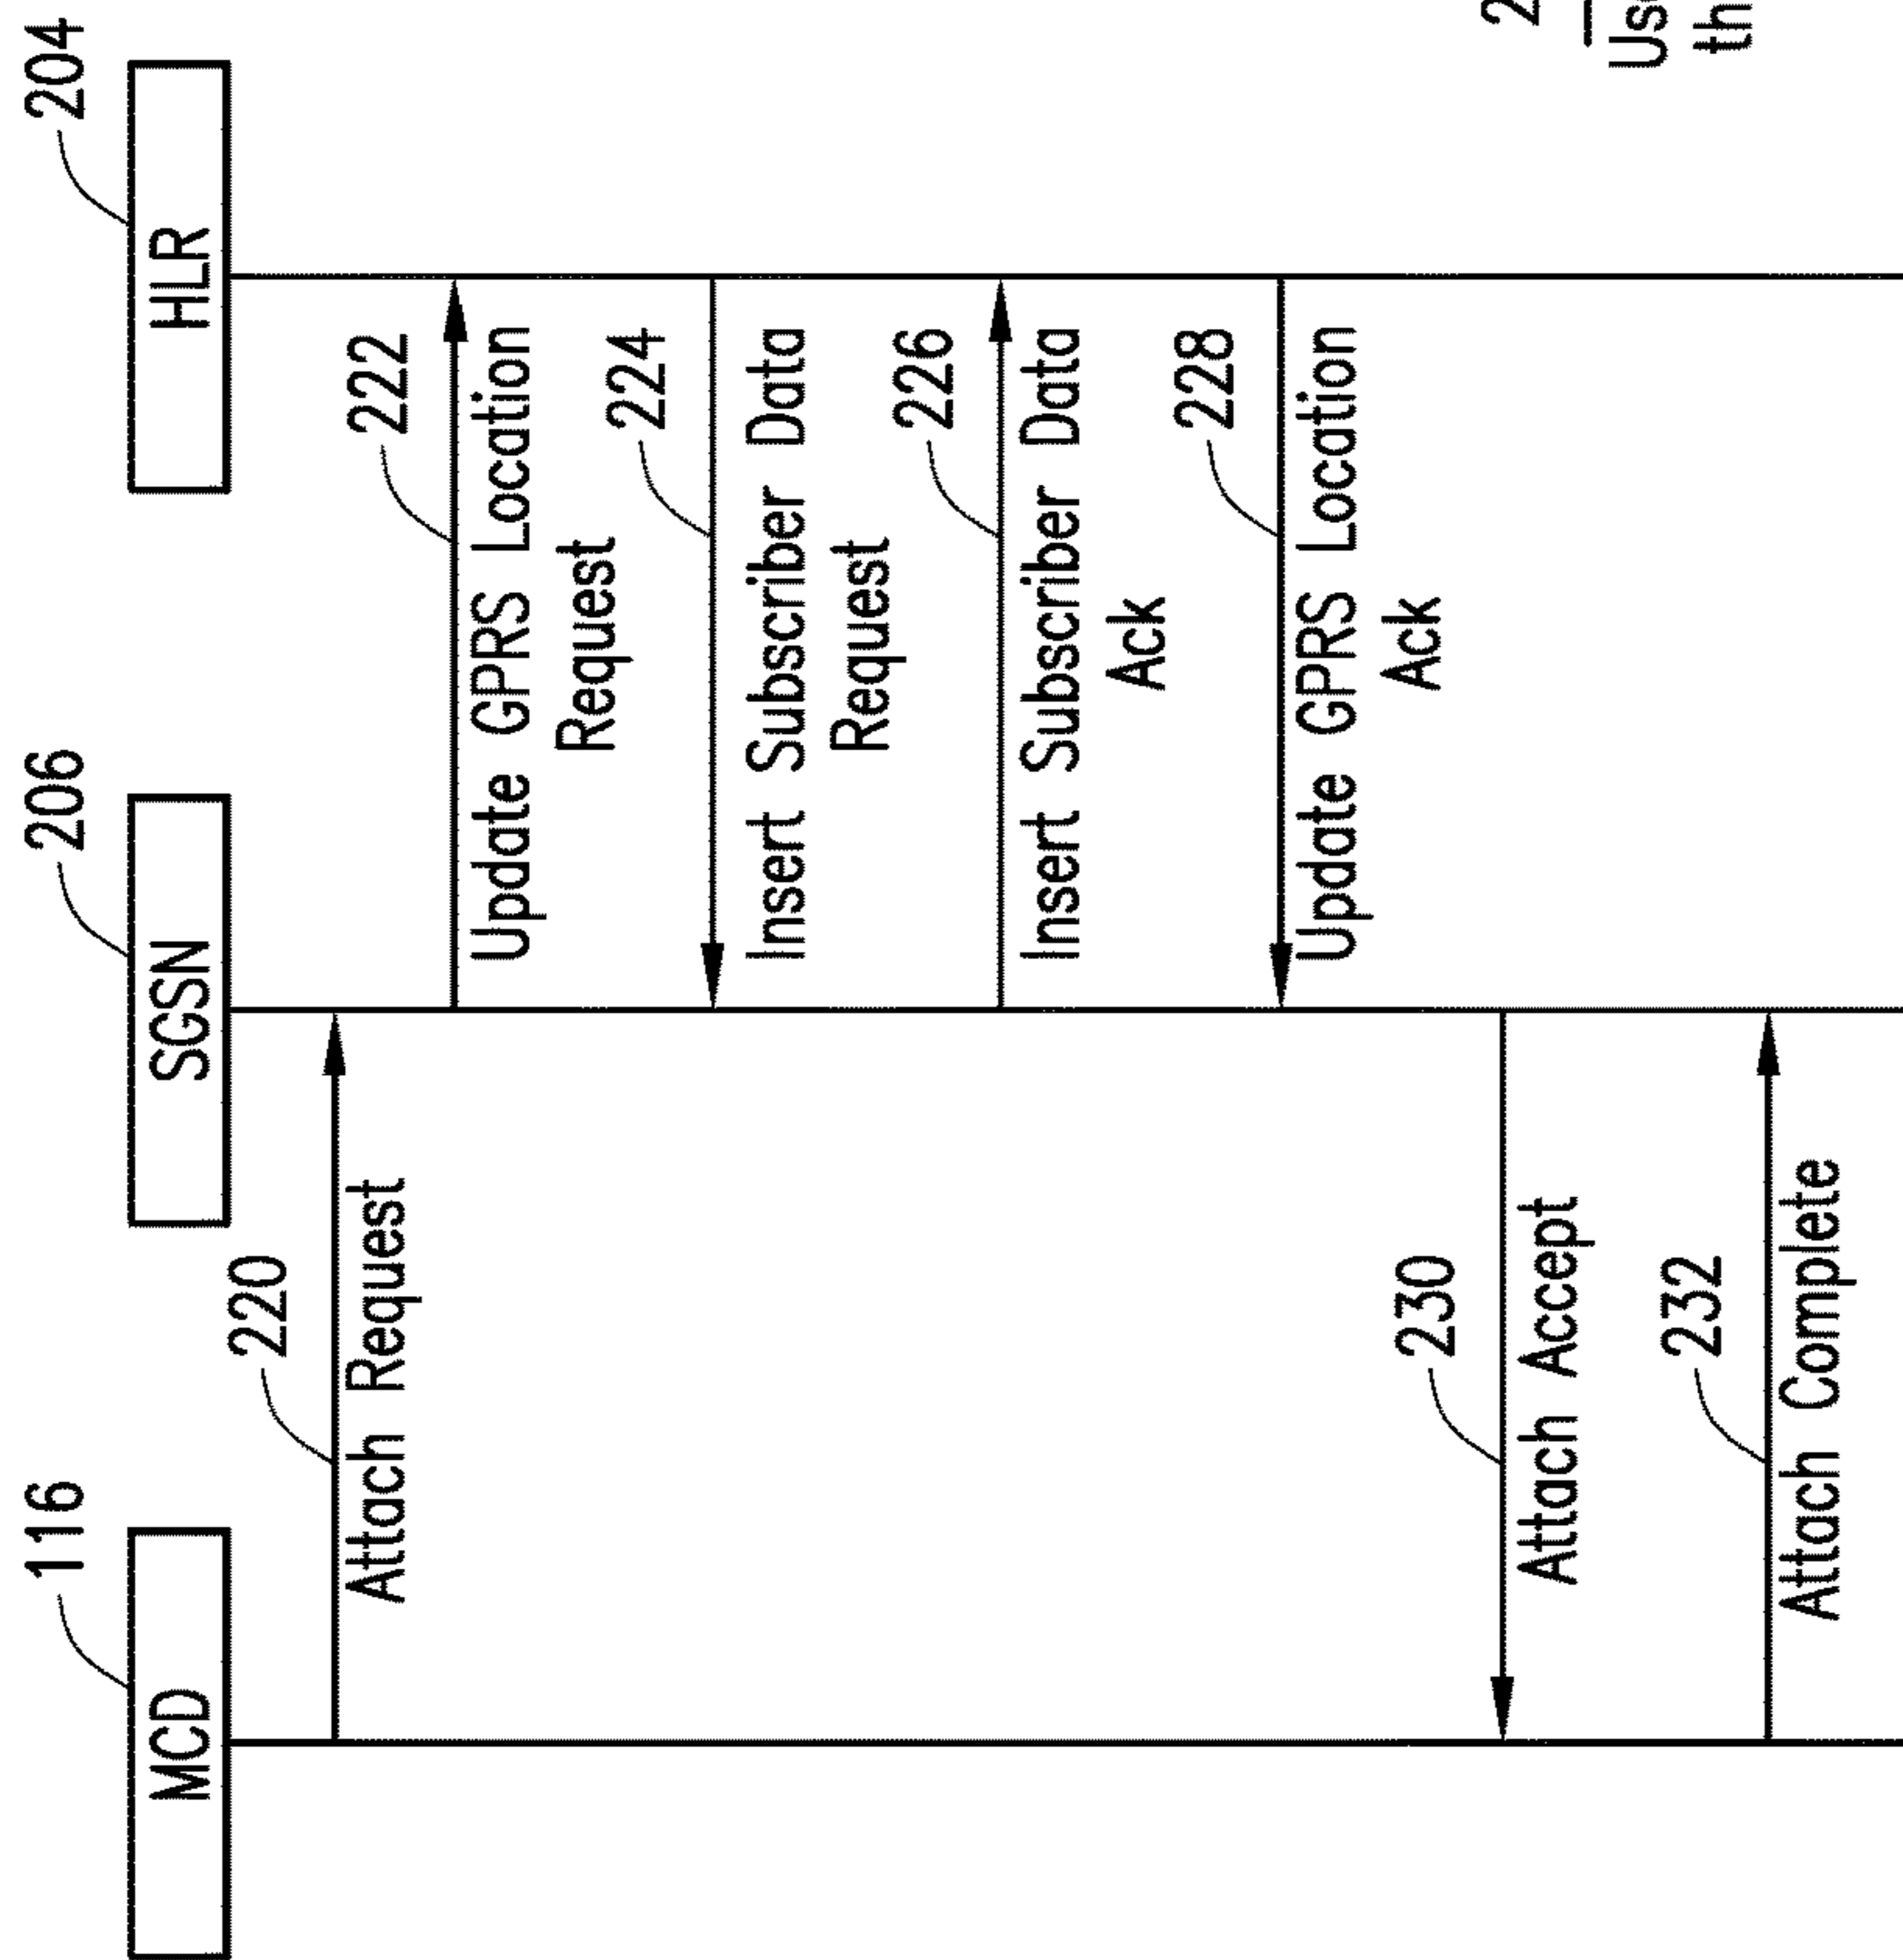 116
206
204
MCD
SGSN
HLR
220
Attach Request
222
Update GPRS Location
Request
224
Insert Subscriber Data
Request
226
Insert Subscriber Data
Ack
228
Update GPRS Location
Ack
230
Attach Accept
232
Attach Complete